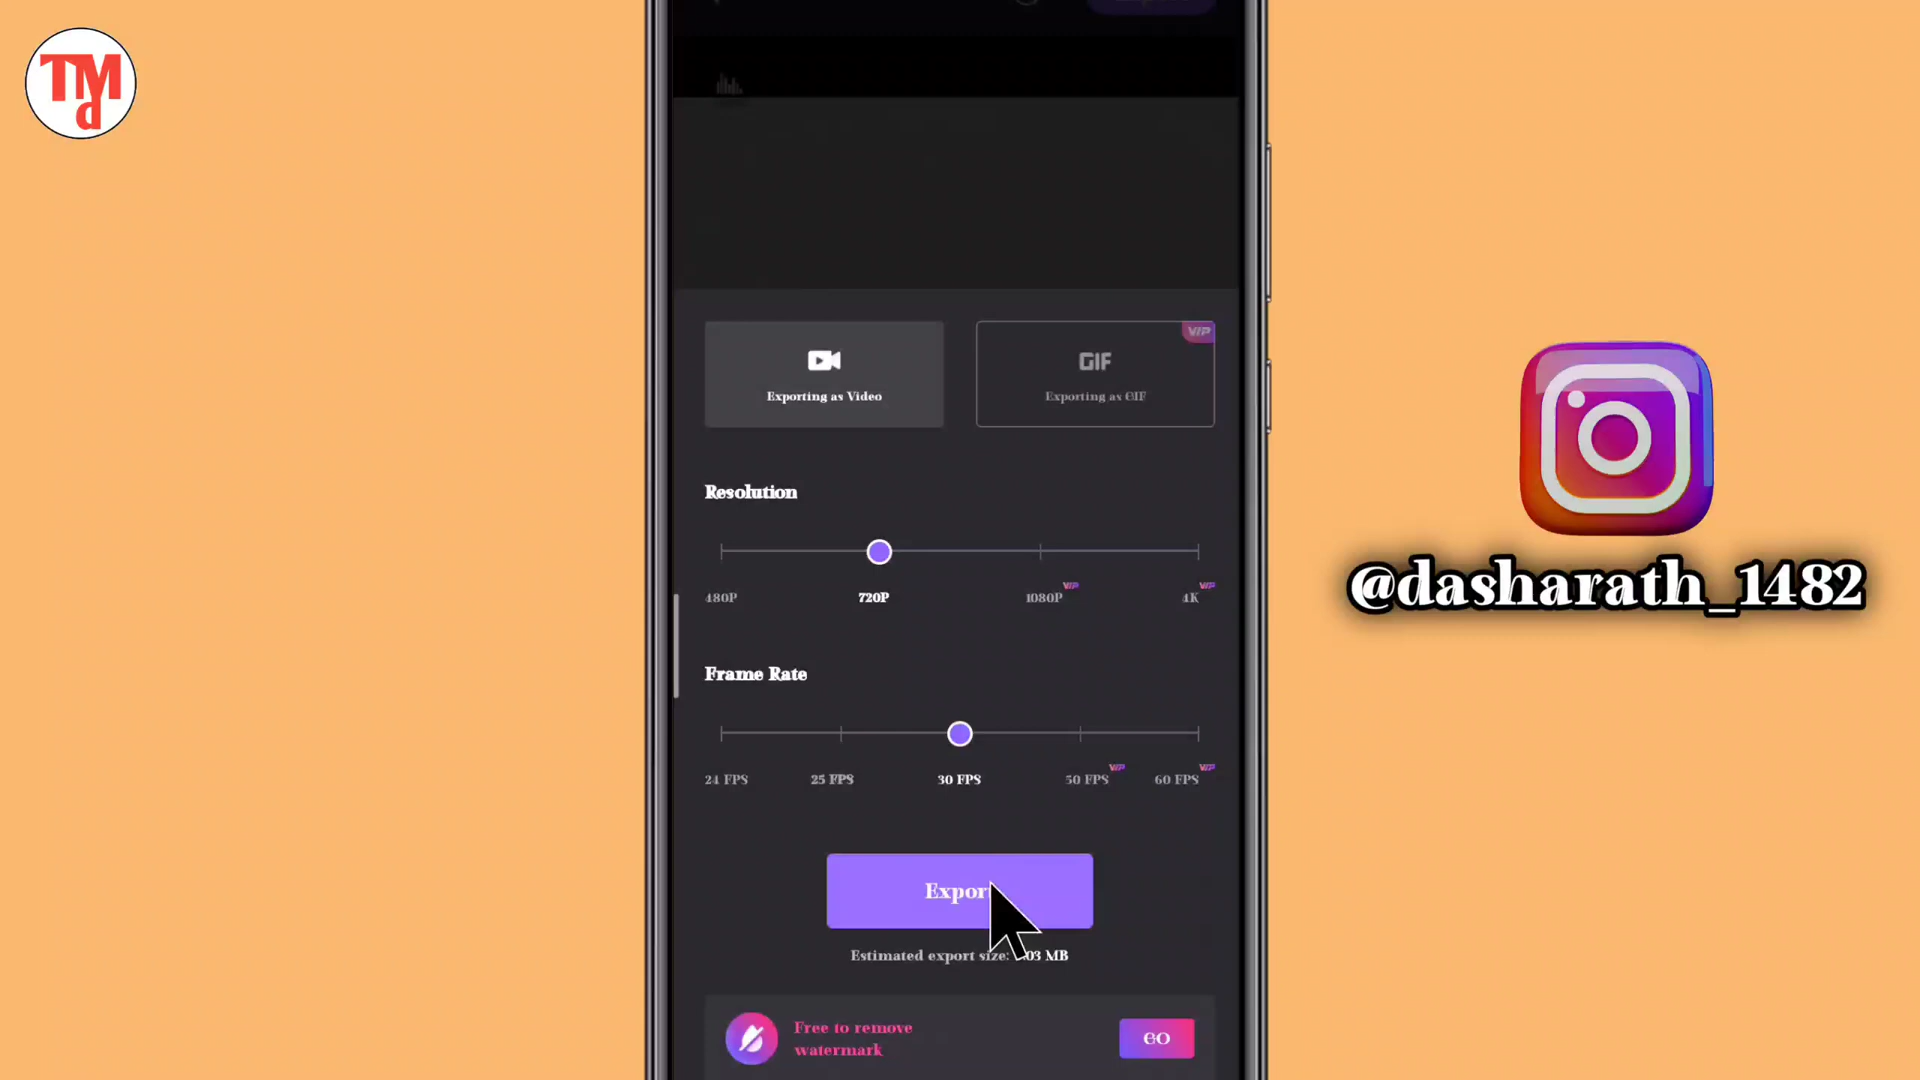 TMd
VIP
GIF
Exporting as Video
Exporting as GIF
Resolution
VIP VIP
480P 720P 1080P 4K
@dasharath_1482
Frame Rate
VIP VIP
24 FPS 25 FPS 30 FPS 50 FPS 60 FPS
Export
Estimated export size: 03 MB
Free to remove
watermark
GO